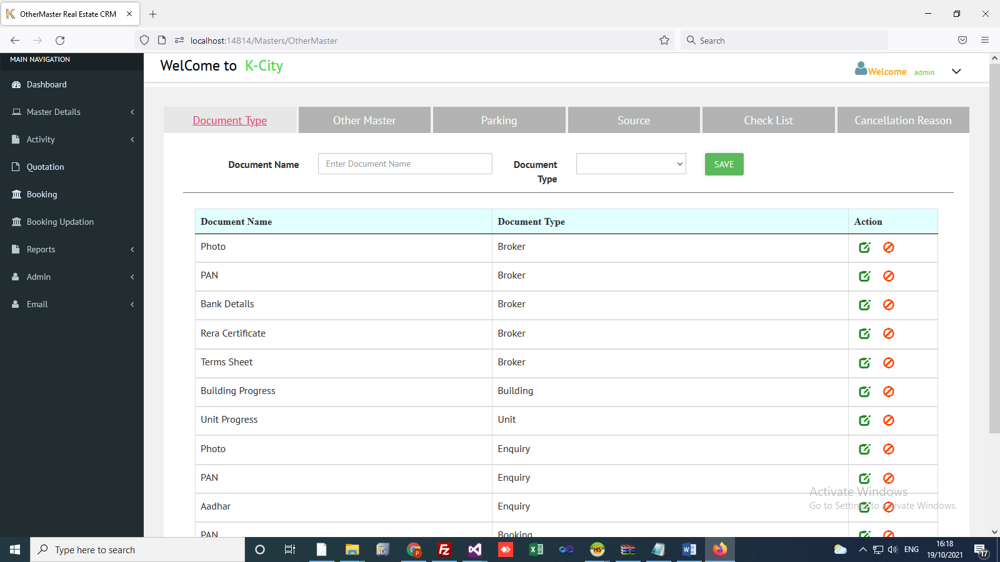 OtherMaster Real Estate CRM
localhost:14814/Masters/OtherMaster
Search
MAIN NAVIGATION
Dashboard
Master Details
Activity
Quotation
Booking
Booking Updation
Reports
Admin
Email
WelCome to K-City
Welcome admin
Document Type
Other Master
Parking
Source
Check List
Cancellation Reason
Document Name
Enter Document Name
Document
Type
SAVE
Document Name Document Type Action
Photo Broker
PAN Broker
Bank Details Broker
Rera Certificate Broker
Terms Sheet Broker
Building Progress Building
Unit Progress Unit
Photo Enquiry
PAN Enquiry
Aadhar Enquiry
PAN Booking
Activate Windows
Go to Settings to activate Windows.
Type here to search
HS
ENG
16:18
19/10/2021
17